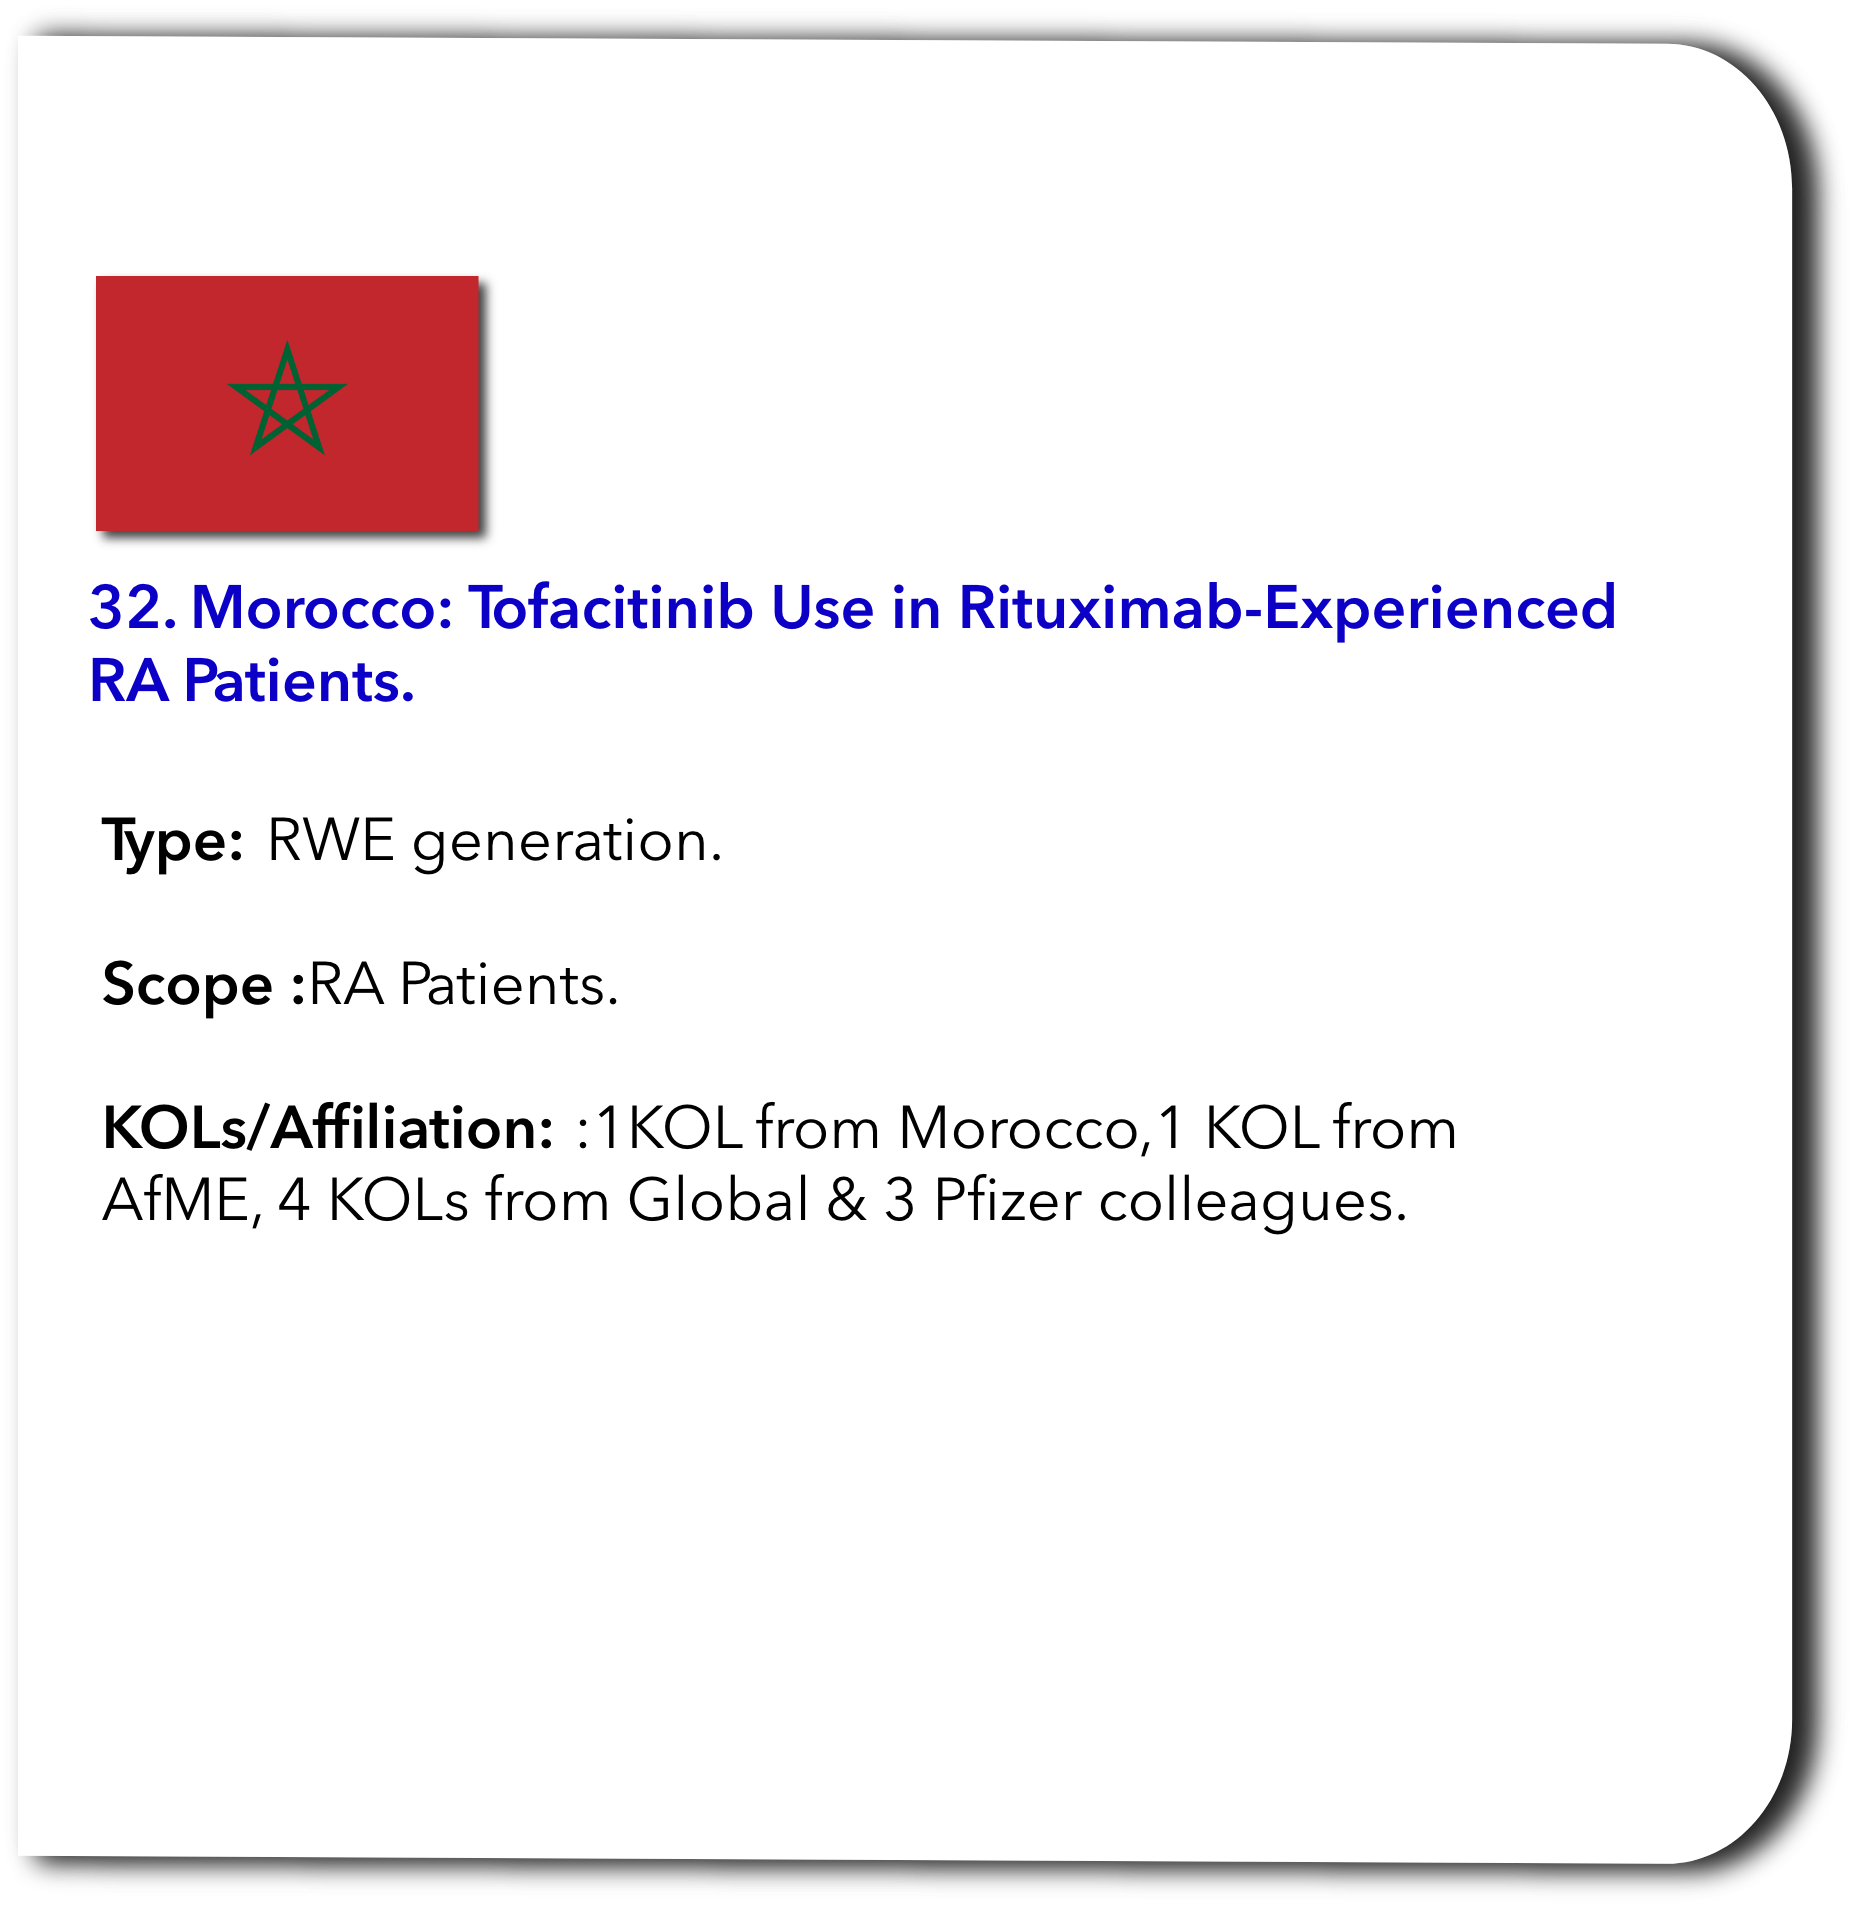 32. Morocco: Tofacitinib Use in Rituximab-Experienced
RA Patients.
Type: RWE generation.
Scope :RA Patients.
KOLs/Affiliation: :1KOL from Morocco,1 KOL from
AfME, 4 KOLs from Global & 3 Pfizer colleagues.